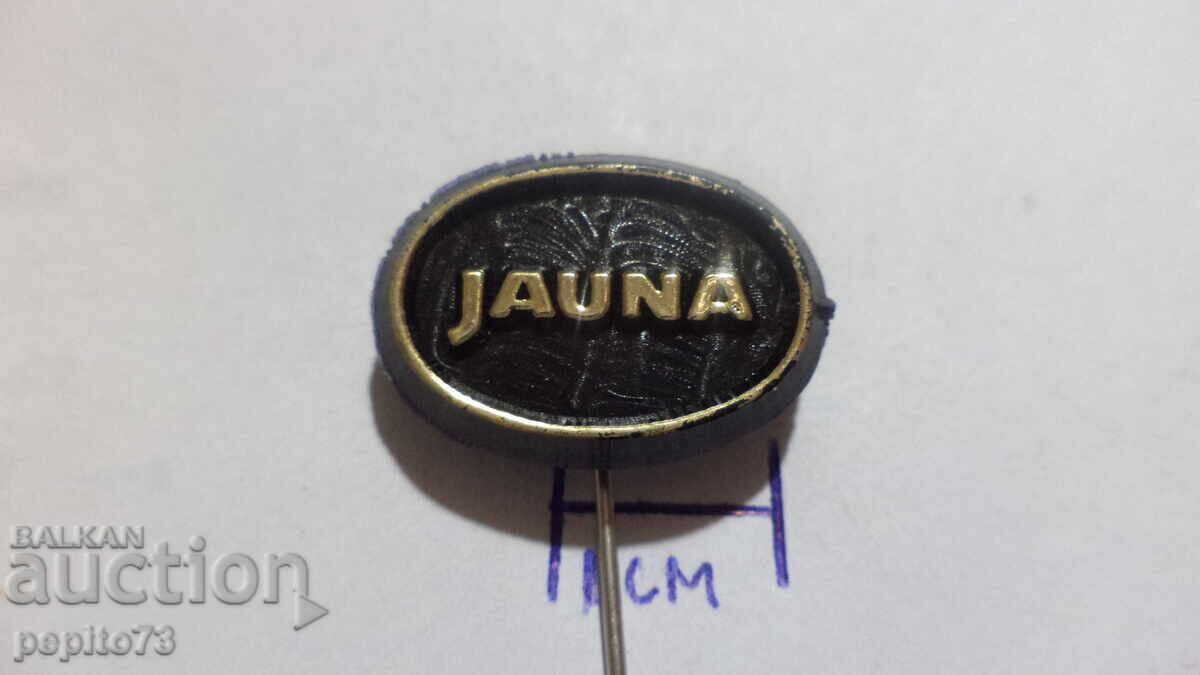 JAUNA
1CM
BALKAN
auction
pepito73